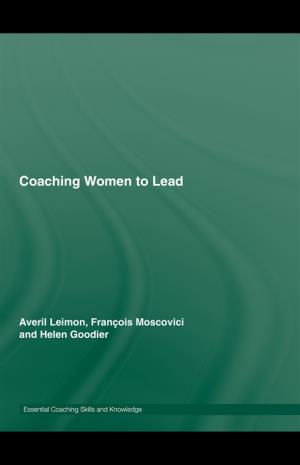 Coaching Women to Lead
Averil Leimon, François Moscovici
and Helen Goodier
Essential Coaching Skills and Knowledge